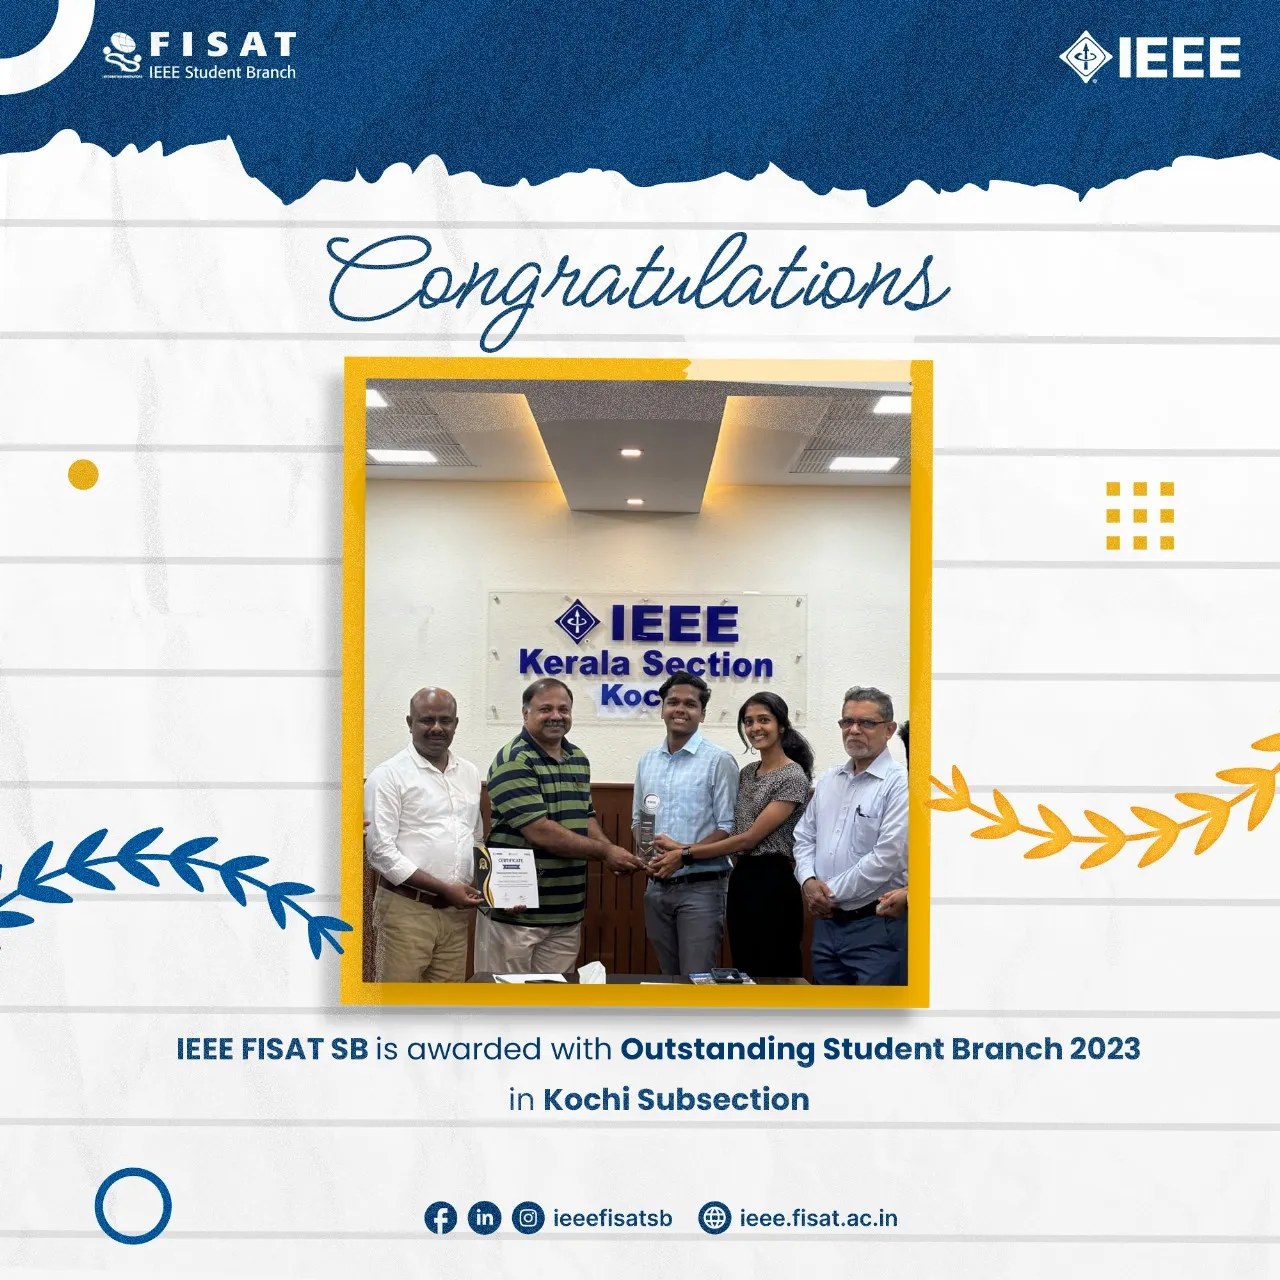 FISAT
IEEE Student Branch
IEEE
Congratulations
IEEE
Kerala Section
Koc
CERTIFICATE
IEEE FISAT SB is awarded with Outstanding Student Branch 2023
in Kochi Subsection
ieeefisatsb ieee.fisat.ac.in